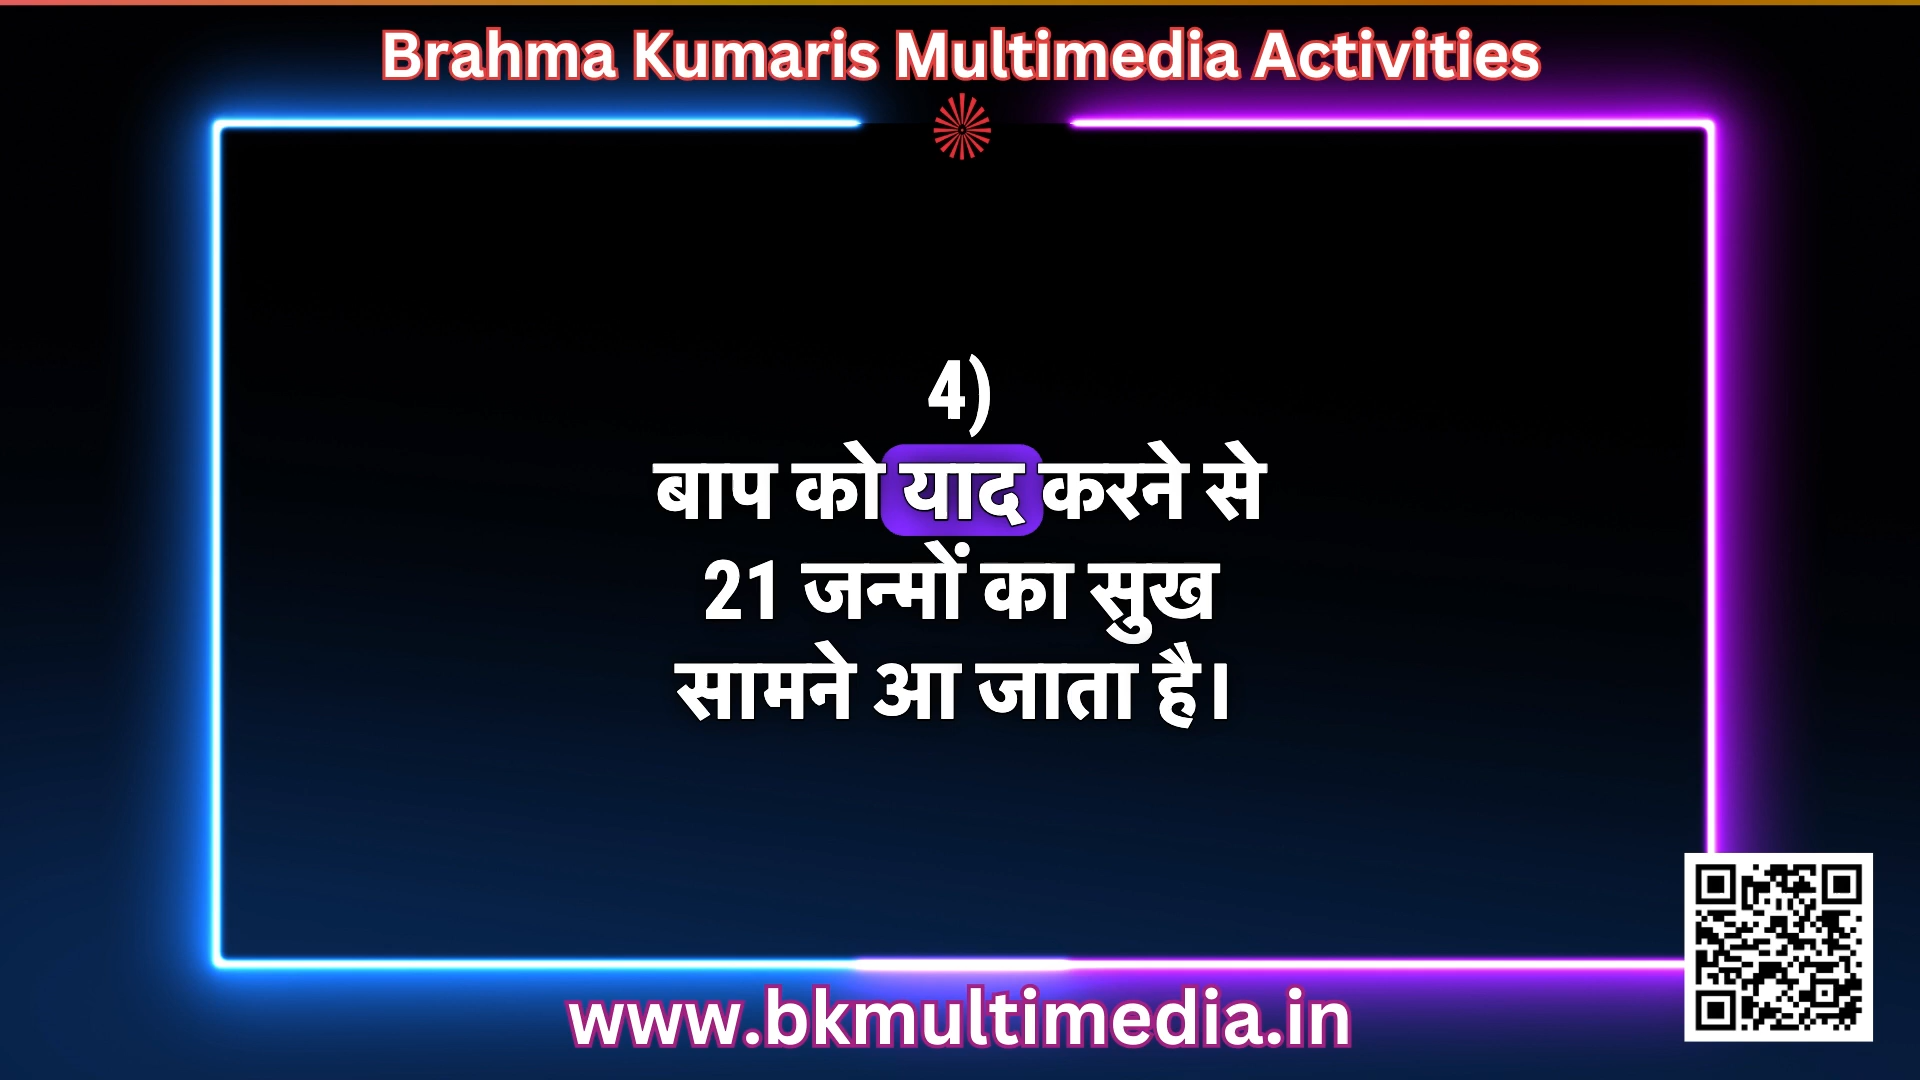 Brahma Kumaris Multimedia Activities
4)
बाप को याद करने से
21 जन्मों का सुख
सामने आ जाता है।
www.bkmultimedia.in